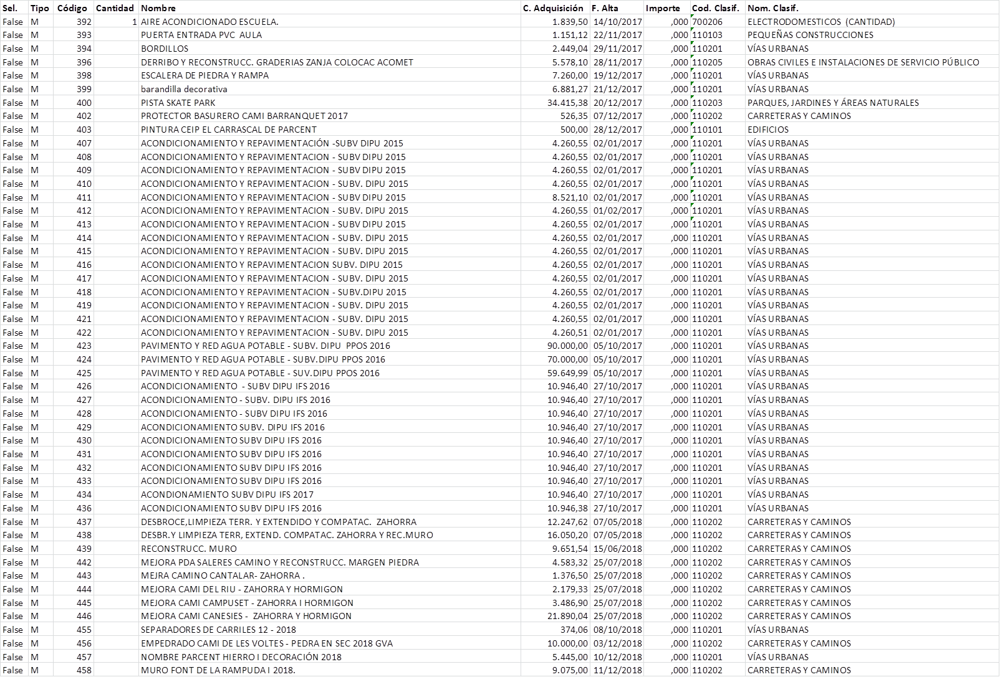 Sel. Tipo Código Cantidad Nombre C. Adquisición F. Alta Importe Cod. Clasif. Nom. Clasif.
False M 392 1 AIRE ACONDICIONADO ESCUELA. 1.839,50 14/10/2017 ,000 700206 ELECTRODOMESTICOS (CANTIDAD)
False M 393 PUERTA ENTRADA PVC AULA 1.151,12 22/11/2017 ,000 110103 PEQUEÑAS CONSTRUCCIONES
False M 394 BORDILLOS 2.449,04 29/11/2017 ,000 110201 VÍAS URBANAS
False M 396 DERRIBO Y RECONSTRUCC. GRADERIAS ZANJA COLOCAC ACOMET 5.578,10 28/11/2017 ,000 110205 OBRAS CIVILES E INSTALACIONES DE SERVICIO PÚBLICO
False M 398 ESCALERA DE PIEDRA Y RAMPA 7.260,00 19/12/2017 ,000 110201 VÍAS URBANAS
False M 399 barandilla decorativa 6.881,27 21/12/2017 ,000 110201 VÍAS URBANAS
False M 400 PISTA SKATE PARK 34.415,38 20/12/2017 ,000 110203 PARQUES, JARDINES Y ÁREAS NATURALES
False M 402 PROTECTOR BASURERO CAMI BARRANQUET 2017 526,35 07/12/2017 ,000 110202 CARRETERAS Y CAMINOS
False M 403 PINTURA CEIP EL CARRASCAL DE PARCENT 500,00 28/12/2017 ,000 110101 EDIFICIOS
False M 407 ACONDICIONAMIENTO Y REPAVIMENTACIÓN -SUBV DIPU 2015 4.260,55 02/01/2017 ,000 110201 VÍAS URBANAS
False M 408 ACONDICIONAMIENTO Y REPAVIMENTACION - SUBV DIPU 2015 4.260,55 02/01/2017 ,000 110201 VÍAS URBANAS
False M 409 ACONDICIONAMIENTO Y REPAVIMENTACION - SUBV DIPU 2015 4.260,55 02/01/2017 ,000 110201 VÍAS URBANAS
False M 410 ACONDICIONAMIENTO Y REPAVIMENTACION - SUBV. DIPU 2015 4.260,55 02/01/2017 ,000 110201 VÍAS URBANAS
False M 411 ACONDICIONAMIENTO Y REPAVIMENTACION - SUBV DIPU 2015 8.521,10 02/01/2017 ,000 110201 VÍAS URBANAS
False M 412 ACONDICIONAMIENTO Y REPAVIMENTACION - SUBV. DIPU 2015 4.260,55 01/02/2017 ,000 110201 VÍAS URBANAS
False M 413 ACONDICIONAMIENTO Y REPAVIMENTACION - SUBV DIPU 2015 4.260,55 02/01/2017 ,000 110201 VÍAS URBANAS
False M 414 ACONDICIONAMIENTO Y REPAVIMENTACION - SUBV. DIPU 2015 4.260,55 02/01/2017 ,000 110201 VÍAS URBANAS
False M 415 ACONDICIONAMIENTO Y REPAVIMENTACION - SUBV. DIPU 2015 4.260,55 02/01/2017 ,000 110201 VÍAS URBANAS
False M 416 ACONDICIONAMIENTO Y REPAVIMENTACION SUBV. DIPU 2015 4.260,55 02/01/2017 ,000 110201 VÍAS URBANAS
False M 417 ACONDICIONAMIENTO Y REPAVIMENTACION - SUBV. DIPU 2015 4.260,55 02/01/2017 ,000 110201 VÍAS URBANAS
False M 418 ACONDICIONAMIENTO Y REPAVIMENTACION - SUBV.DIPU 2015 4.260,55 02/01/2017 ,000 110201 VÍAS URBANAS
False M 419 ACONDICIONAMIENTO Y REPAVIMENTACION - SUBV. DIPU 2015 4.260,55 02/01/2017 ,000 110201 VÍAS URBANAS
False M 421 ACONDICIONAMIENTO Y REPAVIMENTACION - SUBV. DIPU 2015 4.260,55 02/01/2017 ,000 110201 VÍAS URBANAS
False M 422 ACONDICIONAMIENTO Y REPAVIMENTACION - SUBV. DIPU 2015 4.260,51 02/01/2017 ,000 110201 VÍAS URBANAS
False M 423 PAVIMENTO Y RED AGUA POTABLE - SUBV. DIPU PPOS 2016 90.000,00 05/10/2017 ,000 110201 VÍAS URBANAS
False M 424 PAVIMENTO Y RED AGUA POTABLE - SUBV.DIPU PPOS 2016 70.000,00 05/10/2017 ,000 110201 VÍAS URBANAS
False M 425 PAVIMENTO Y RED AGUA POTABLE - SUV.DIPU PPOS 2016 59.649,99 05/10/2017 ,000 110201 VÍAS URBANAS
False M 426 ACONDICIONAMIENTO - SUBV DIPU IFS 2016 10.946,40 27/10/2017 ,000 110201 VÍAS URBANAS
False M 427 ACONDICIONAMIENTO - SUBV. DIPU IFS 2016 10.946,40 27/10/2017 ,000 110201 VÍAS URBANAS
False M 428 ACONDICIONAMIENTO - SUBV DIPU IFS 2016 10.946,40 27/10/2017 ,000 110201 VÍAS URBANAS
False M 429 ACONDICIONAMIENTO SUBV. DIPU IFS 2016 10.946,40 27/10/2017 ,000 110201 VÍAS URBANAS
False M 430 ACONDICIONAMIENTO SUBV DIPU IFS 2016 10.946,40 27/10/2017 ,000 110201 VÍAS URBANAS
False M 431 ACONDICIONAMIENTO SUBV DIPU IFS 2016 10.946,40 27/10/2017 ,000 110201 VÍAS URBANAS
False M 432 ACONDICIONAMIENTO SUBV DIPU IFS 2016 10.946,40 27/10/2017 ,000 110201 VÍAS URBANAS
False M 433 ACONDICIONAMIENTO SUBV DIPU IFS 2016 10.946,40 27/10/2017 ,000 110201 VÍAS URBANAS
False M 434 ACONDIONAMIENTO SUBV DIPU IFS 2017 10.946,40 27/10/2017 ,000 110201 VÍAS URBANAS
False M 436 ACONDICIONAMIENTO SUBV DIPU IFS 2016 10.946,38 27/10/2017 ,000 110201 VÍAS URBANAS
False M 437 DESBROCE,LIMPIEZA TERR. Y EXTENDIDO Y COMPATAC. ZAHORRA 12.247,62 07/05/2018 ,000 110202 CARRETERAS Y CAMINOS
False M 438 DESBR.Y LIMPIEZA TERR, EXTEND. COMPATAC. ZAHORRA Y REC.MURO 16.050,20 07/05/2018 ,000 110202 CARRETERAS Y CAMINOS
False M 439 RECONSTRUCC. MURO 9.651,54 15/06/2018 ,000 110202 CARRETERAS Y CAMINOS
False M 442 MEJORA PDA SALERES CAMINO Y RECONSTRUCC. MARGEN PIEDRA 4.583,32 25/07/2018 ,000 110202 CARRETERAS Y CAMINOS
False M 443 MEJRA CAMINO CANTALAR- ZAHORRA . 1.376,50 25/07/2018 ,000 110202 CARRETERAS Y CAMINOS
False M 444 MEJORA CAMI DEL RIU - ZAHORRA Y HORMIGON 2.179,33 25/07/2018 ,000 110202 CARRETERAS Y CAMINOS
False M 445 MEJORA CAMI CAMPUSET - ZAHORRA I HORMIGON 3.486,90 25/07/2018 ,000 110202 CARRETERAS Y CAMINOS
False M 446 MEJORA CAMI CANESIES - ZAHORRA Y HORMIGON 21.890,04 25/07/2018 ,000 110202 CARRETERAS Y CAMINOS
False M 455 SEPARADORES DE CARRILES 12 - 2018 374,06 08/10/2018 ,000 110201 VÍAS URBANAS
False M 456 EMPEDRADO CAMI DE LES VOLTES - PEDRA EN SEC 2018 GVA 10.000,00 03/12/2018 ,000 110202 CARRETERAS Y CAMINOS
False M 457 NOMBRE PARCENT HIERRO I DECORACIÓN 2018 5.445,00 10/12/2018 ,000 110201 VÍAS URBANAS
False M 458 MURO FONT DE LA RAMPUDA I 2018. 9.075,00 11/12/2018 ,000 110202 CARRETERAS Y CAMINOS